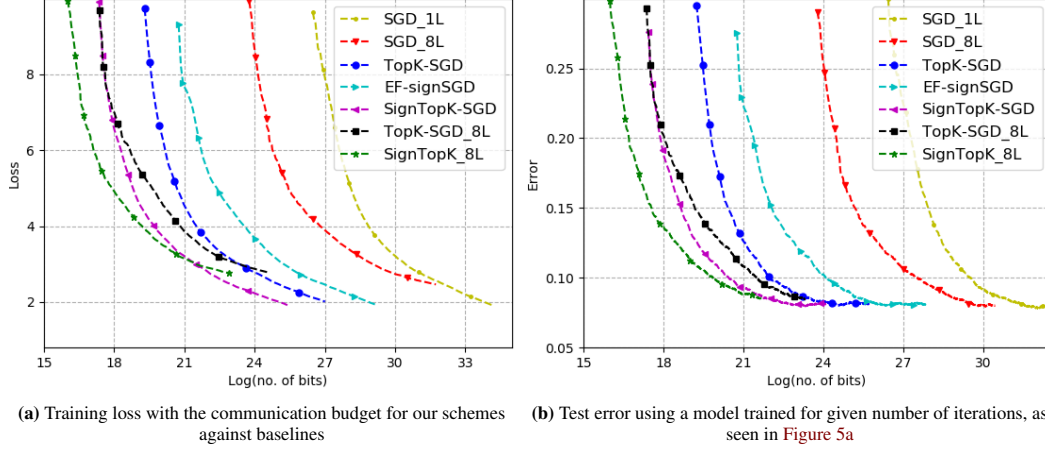 SGD_1L
SGD_8L
TopK-SGD
EF-signSGD
SignTopK-SGD
TopK-SGD_8L
SignTopK_8L
8
6
4
2
Loss
15
18
21
24
27
30
33
Log(no. of bits)
SGD_1L
SGD_8L
TopK-SGD
EF-signSGD
SignTopK-SGD
TopK-SGD_8L
SignTopK_8L
0.25
0.20
0.15
0.10
0.05
Error
15
18
21
24
27
30
Log(no. of bits)
(a) Training loss with the communication budget for our schemes
against baselines
(b) Test error using a model trained for given number of iterations, as
seen in Figure 5a